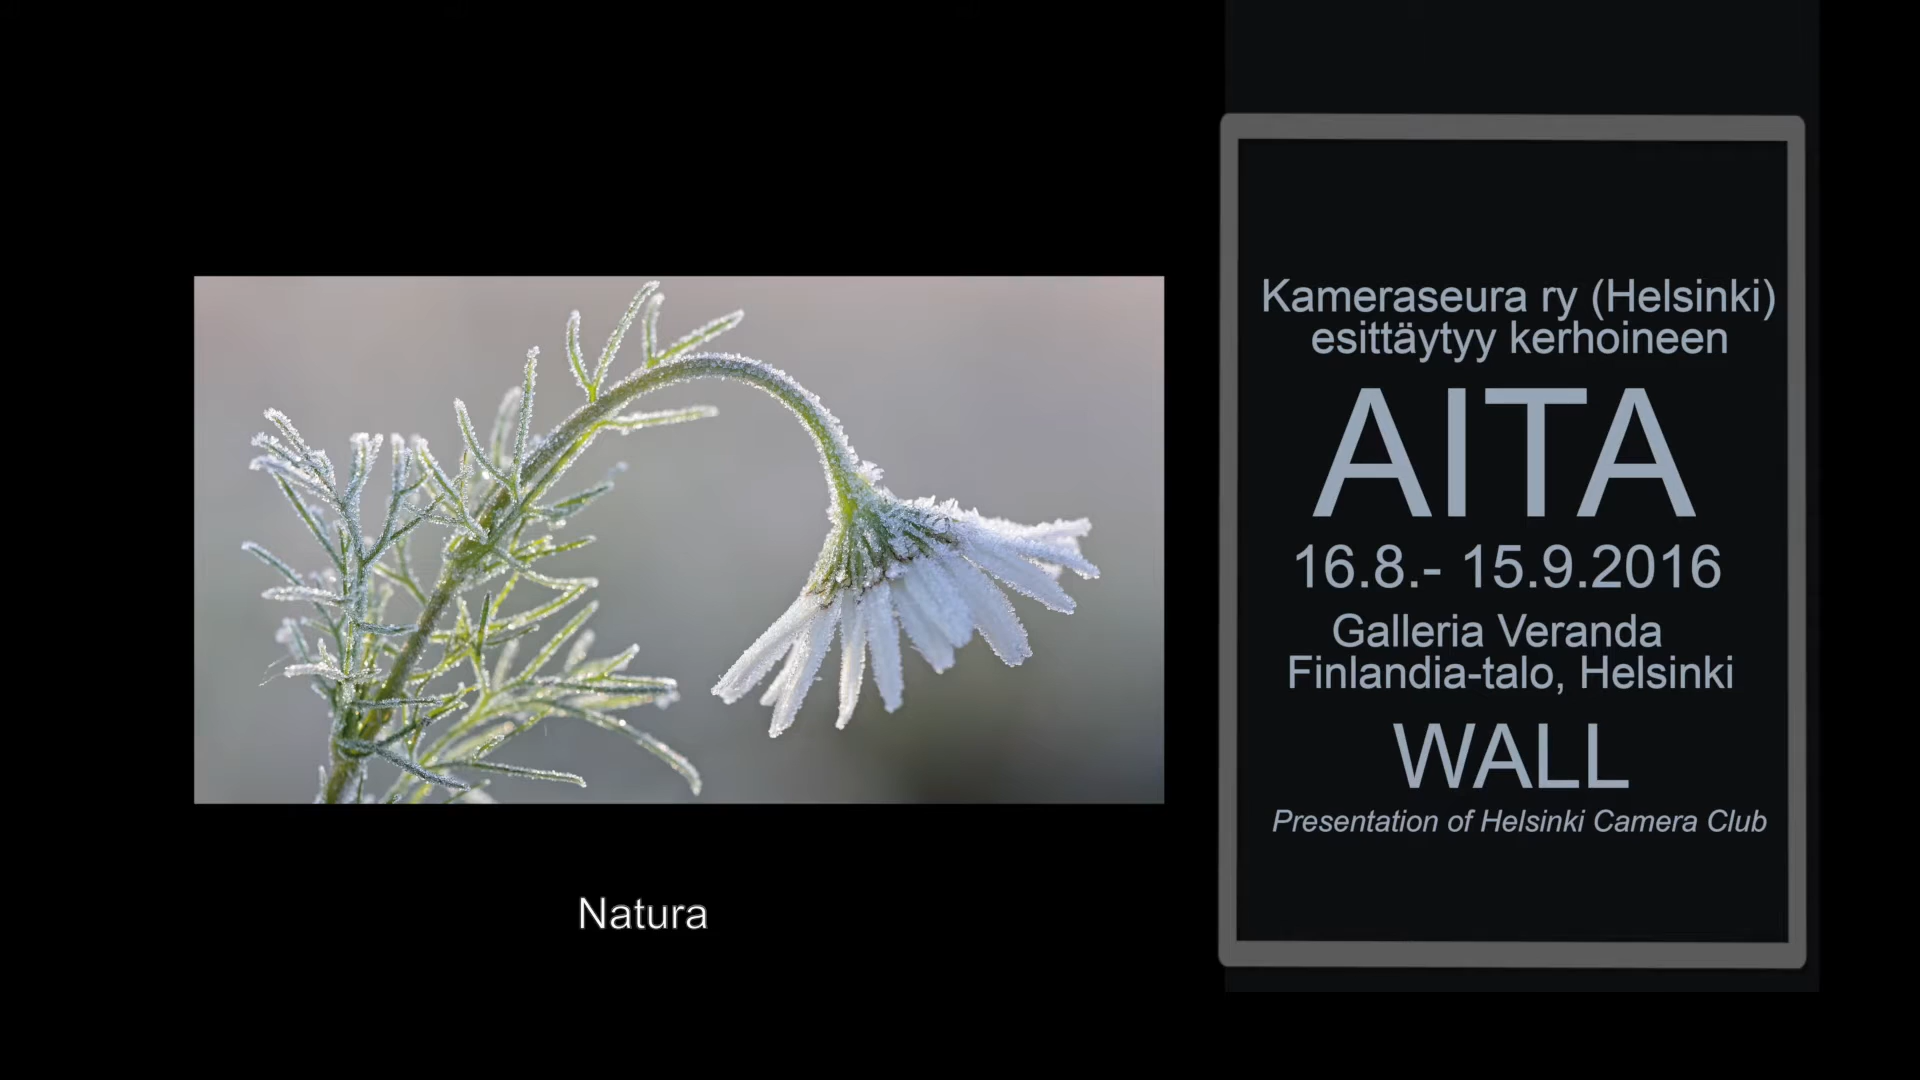 Natura
Kameraseura ry (Helsinki)
esittäytyy kerhoineen
AITA
16.8.- 15.9.2016
Galleria Veranda
Finlandia-talo, Helsinki
WALL
Presentation of Helsinki Camera Club